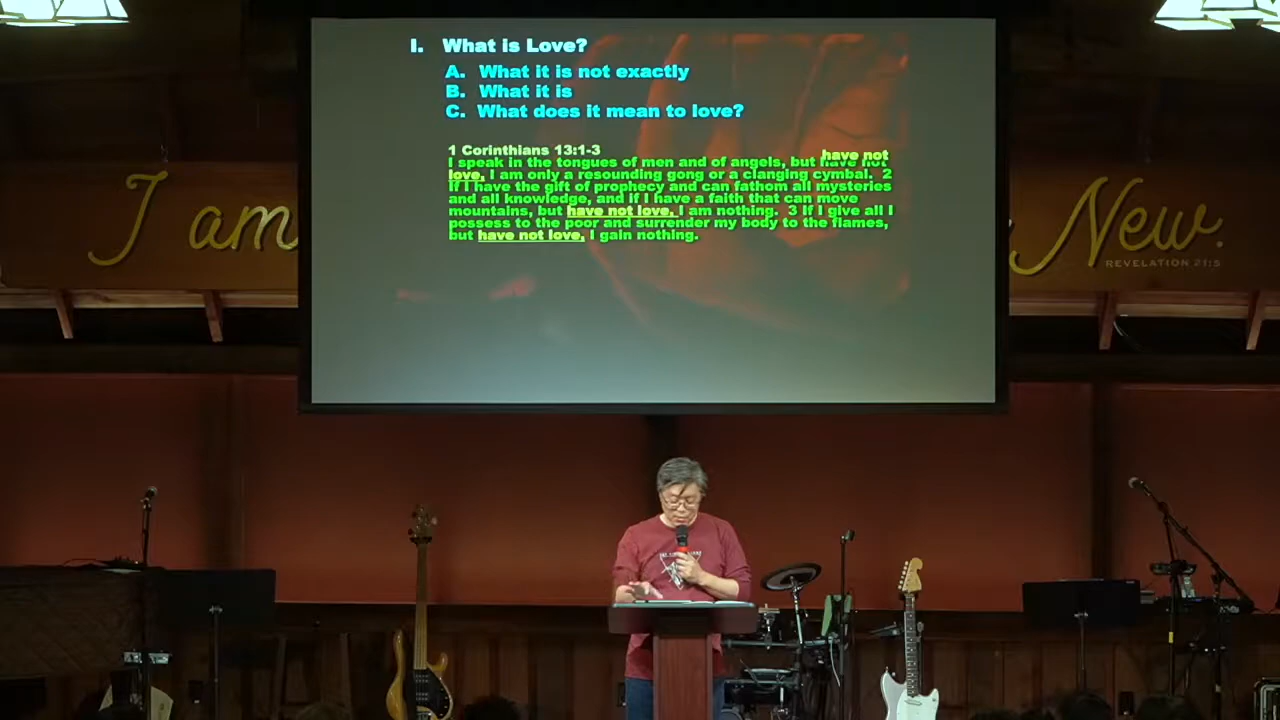 I. What is Love?
A. What it is not exactly
B. What it is
C. What does it mean to love?
1 Corinthians 13:1-3
I speak in the tongues of men and of angels, but have not
love, I am only a resounding gong or a clanging cymbal. 2
If I have the gift of prophecy and can fathom all mysteries
and all knowledge, and if I have a faith that can move
mountains, but have not love, I am nothing. 3 If I give all I
possess to the poor and surrender my body to the flames,
but have not love, I gain nothing.
I am
New.
REVELATION 21:5